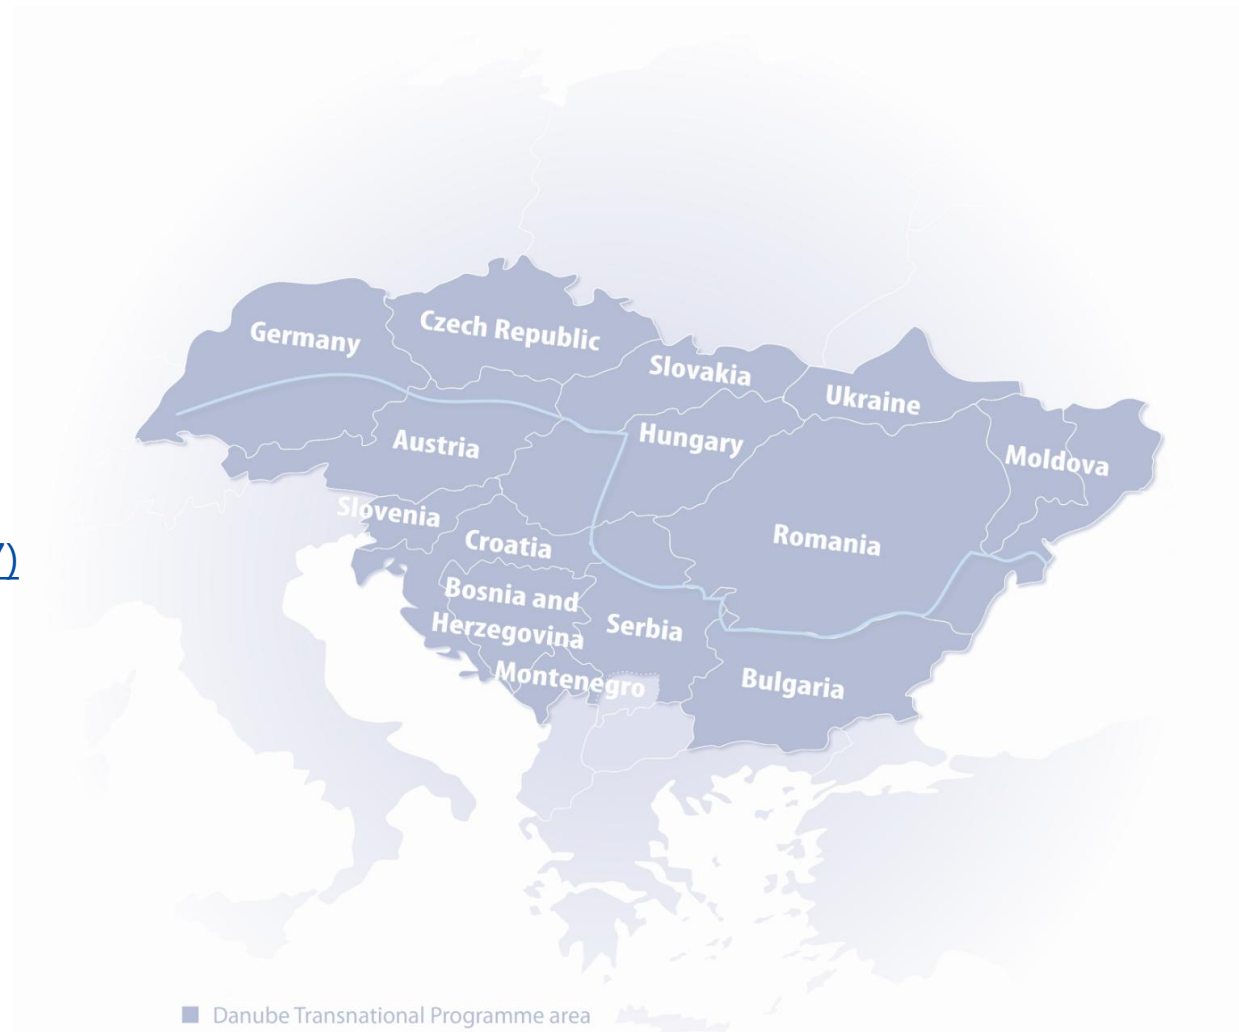 Germany
Czech Republic
Slovakia
Ukraine
Austria
Hungary
Moldova
Slovenia
Croatia
Romania
7)
Bosnia and
Herzegovina
Serbia
Montenegro
Bulgaria
Danube Transnational Programme area